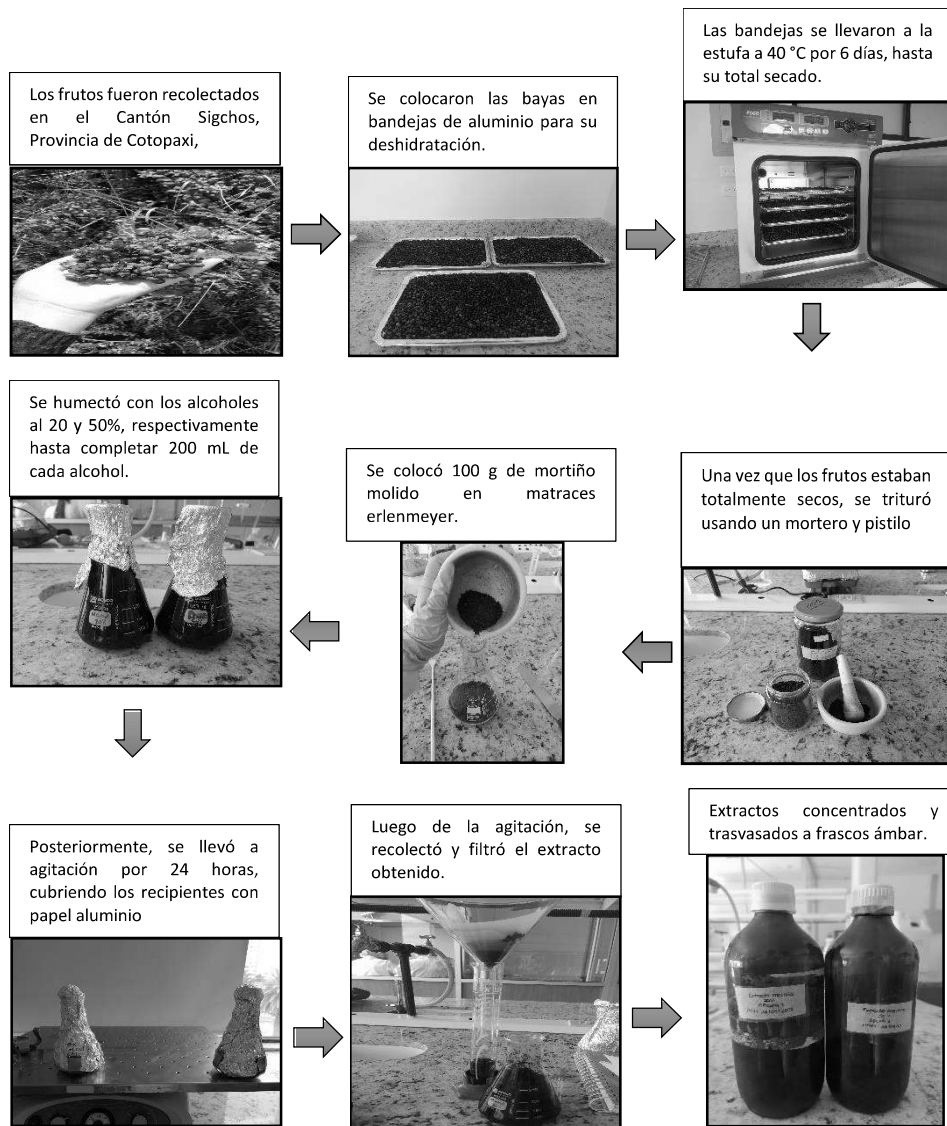 Los frutos fueron recolectados
en el Cantón Sigchos,
Provincia de Cotopaxi,
Se colocaron las bayas en
bandejas de aluminio para su
deshidratación.
Las bandejas se llevaron a la
estufa a 40 °C por 6 días, hasta
su total secado.
Una vez que los frutos estaban
totalmente secos, se trituró
usando un mortero y pistilo
Se colocó 100 g de mortiño
molido en matraces
erlenmeyer.
Se humectó con los alcoholes
al 20 y 50%, respectivamente
hasta completar 200 mL de
cada alcohol.
Posteriormente, se llevó a
agitación por 24 horas,
cubriendo los recipientes con
papel aluminio
Luego de la agitación, se
recolectó y filtró el extracto
obtenido.
Extractos concentrados y
trasvasados a frascos ámbar.